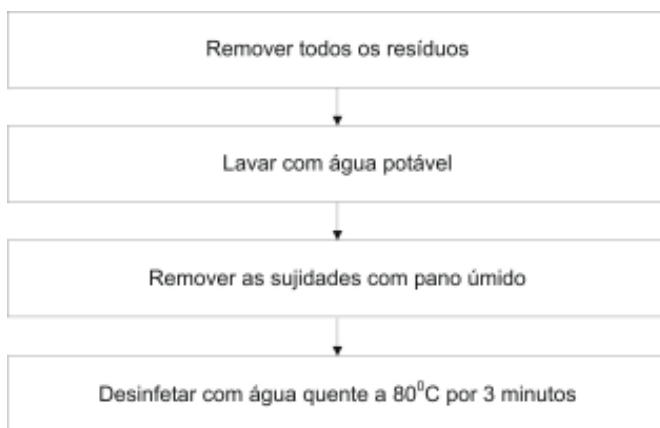 Remover todos os resíduos
Lavar com água potável
Remover as sujidades com pano úmido
Desinfetar com água quente a 80⁰C por 3 minutos